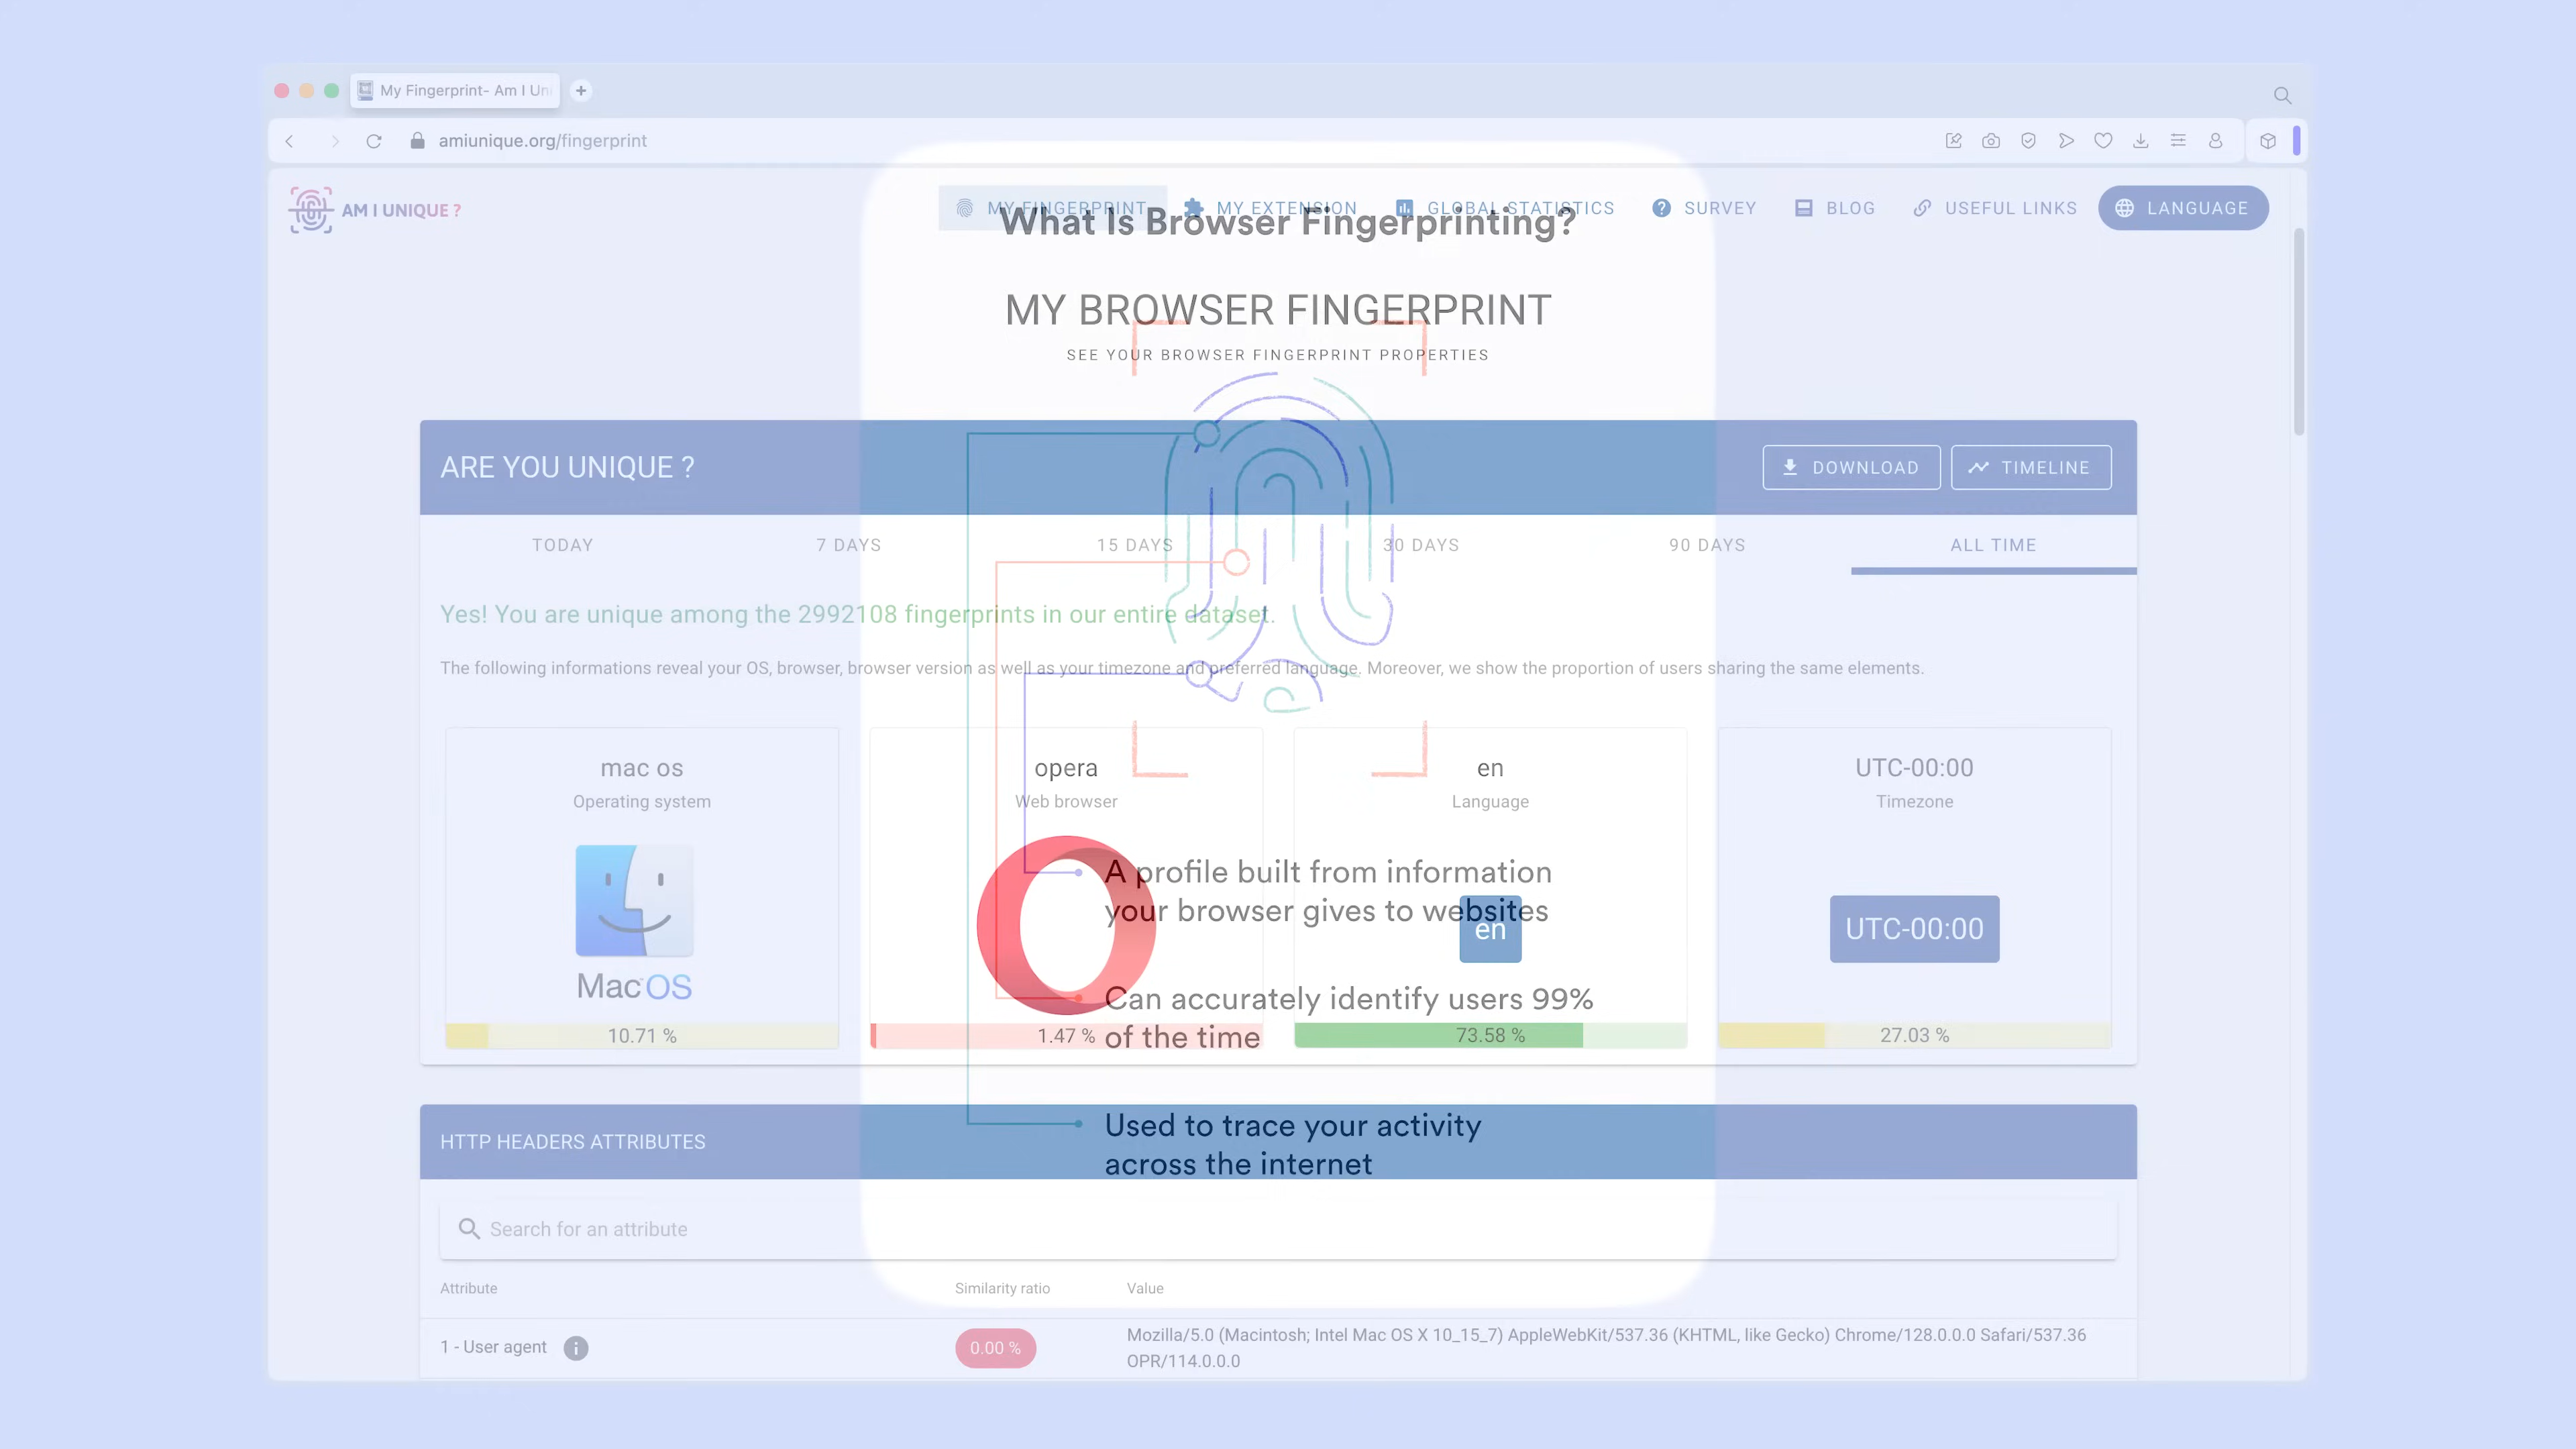 My Fingerprint- Am I Un
amiunique.org/fingerprint
AM I UNIQUE ?
MY FINGERPRINT
MY EXTENSION
GLOBAL STATISTICS
SURVEY
BLOG
USEFUL LINKS
LANGUAGE
What Is Browser Fingerprinting?
MY BROWSER FINGERPRINT
SEE YOUR BROWSER FINGERPRINT PROPERTIES
ARE YOU UNIQUE ?
DOWNLOAD
TIMELINE
TODAY
7 DAYS
15 DAYS
30 DAYS
90 DAYS
ALL TIME
Yes! You are unique among the 2992108 fingerprints in our entire dataset.
The following informations reveal your OS, browser, browser version as well as your timezone and preferred language. Moreover, we show the proportion of users sharing the same elements.
mac os
Operating system
MacOS
10.71 %
opera
Web browser
1.47 %
en
Language
en
73.58 %
UTC-00:00
Timezone
UTC-00:00
27.03 %
A profile built from information
your browser gives to websites
Can accurately identify users 99%
of the time
Used to trace your activity
across the internet
HTTP HEADERS ATTRIBUTES
Search for an attribute
Attribute
Similarity ratio
Value
1 - User agent
0.00 %
Mozilla/5.0 (Macintosh; Intel Mac OS X 10_15_7) AppleWebKit/537.36 (KHTML, like Gecko) Chrome/128.0.0.0 Safari/537.36
OPR/114.0.0.0